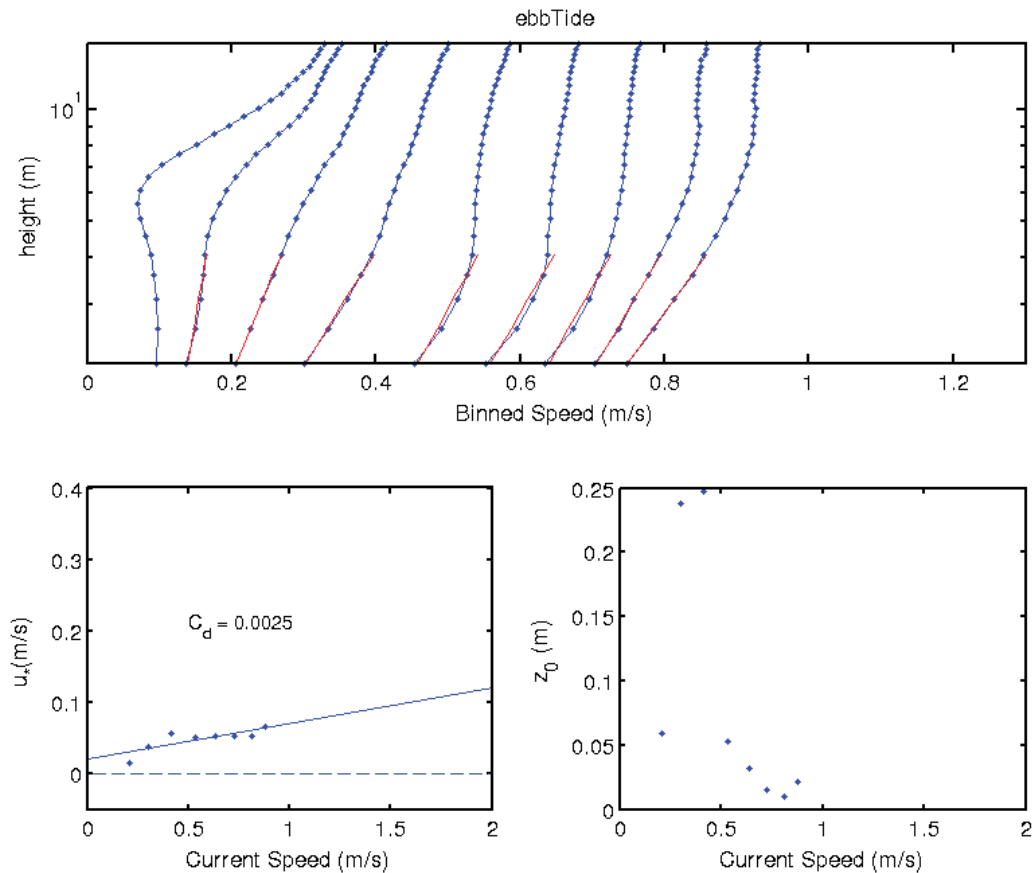 ebbTide
height (m)
10^1
0 0.2 0.4 0.6 0.8 1 1.2
Binned Speed (m/s)
u_*(m/s)
0.4
0.3
0.2
0.1
0
C_d = 0.0025
0 0.5 1 1.5 2
Current Speed (m/s)
z_0 (m)
0.25
0.2
0.15
0.1
0.05
0
0 0.5 1 1.5 2
Current Speed (m/s)